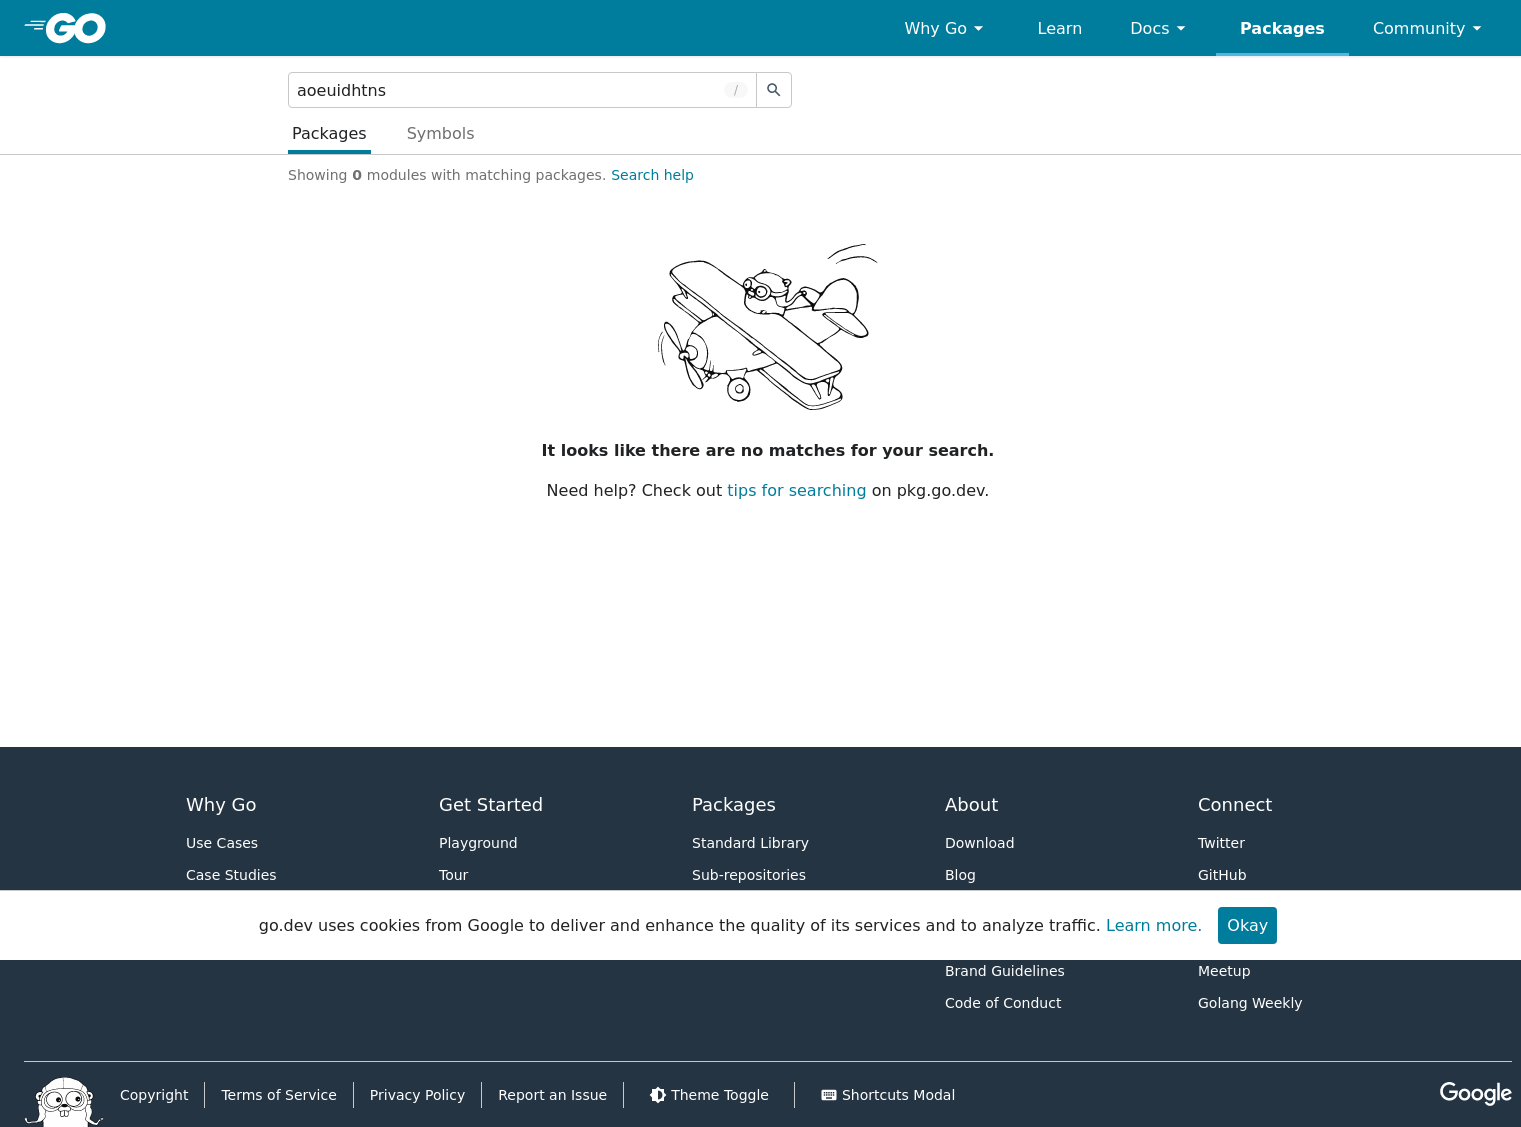 GO
Why Go
Learn
Docs
Packages
Community
aoeuidhtns
/
Packages
Symbols
Showing 0 modules with matching packages. Search help
It looks like there are no matches for your search.
Need help? Check out tips for searching on pkg.go.dev.
Why Go
Use Cases
Case Studies
Get Started
Playground
Tour
Packages
Standard Library
Sub-repositories
About
Download
Blog
Connect
Twitter
GitHub
go.dev uses cookies from Google to deliver and enhance the quality of its services and to analyze traffic. Learn more.
Okay
Brand Guidelines
Code of Conduct
Meetup
Golang Weekly
Copyright
Terms of Service
Privacy Policy
Report an Issue
Theme Toggle
Shortcuts Modal
Google